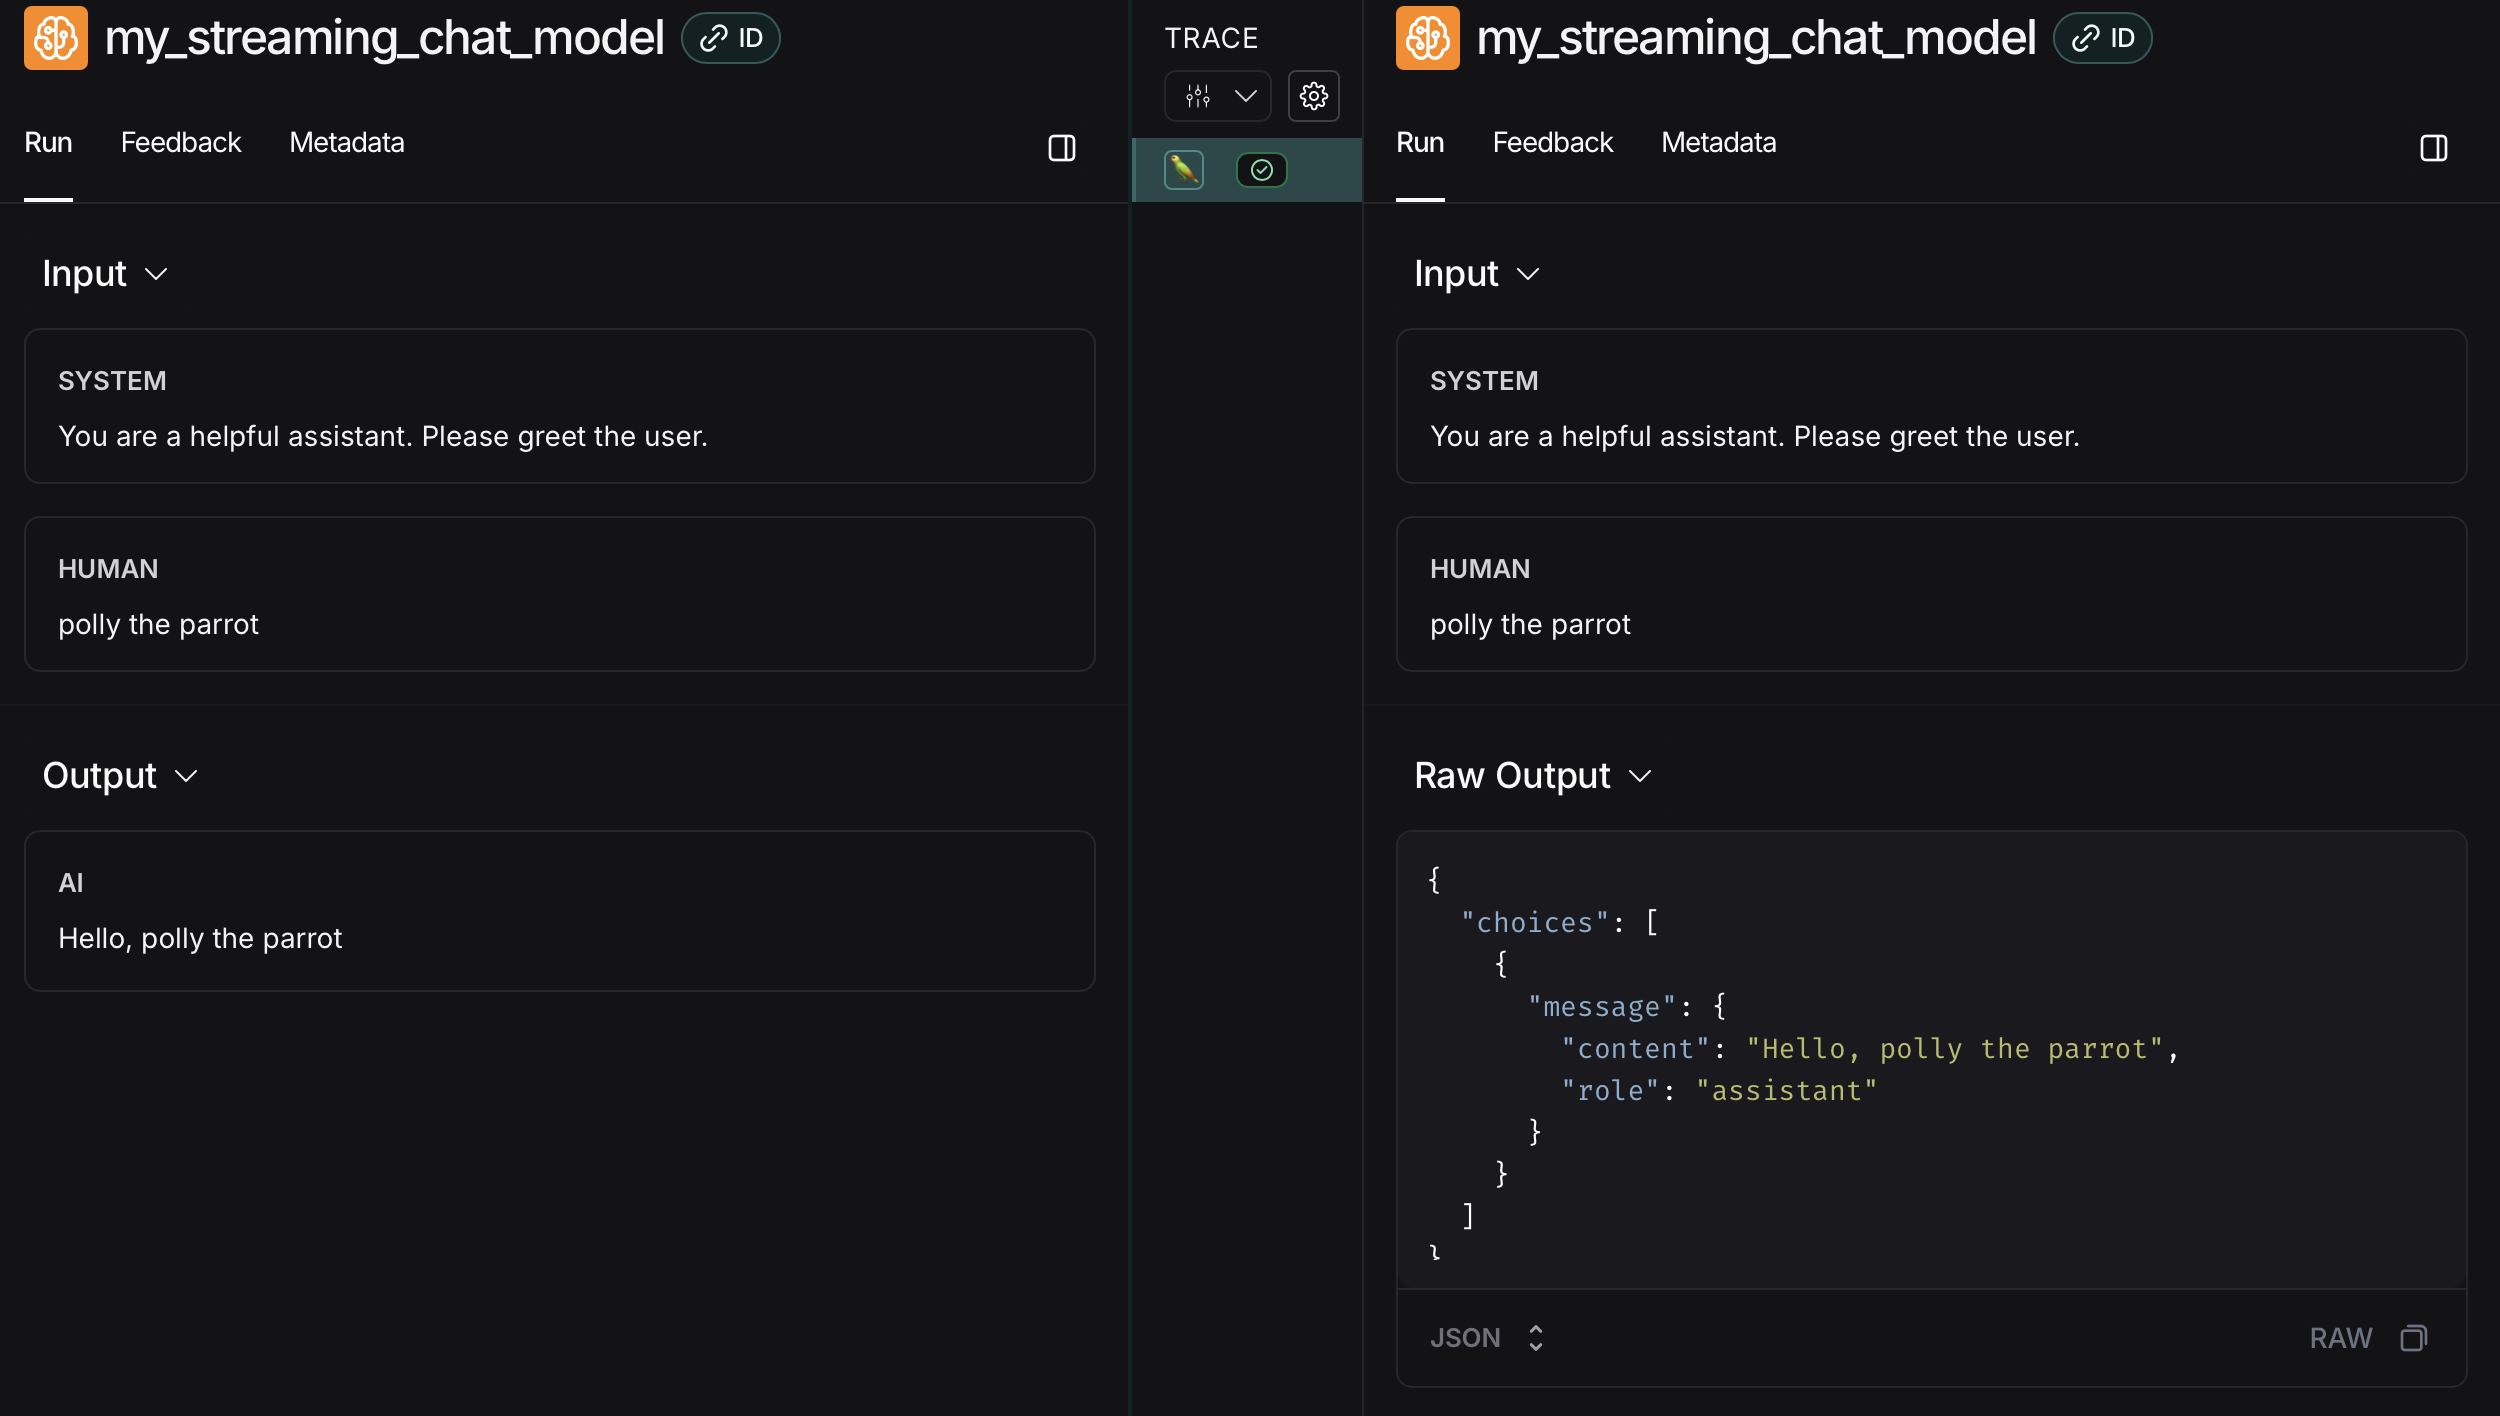 my_streaming_chat_model
ID
Run
Feedback
Metadata
Input
SYSTEM
You are a helpful assistant. Please greet the user.
HUMAN
polly the parrot
Output
AI
Hello, polly the parrot
TRACE
my_streaming_chat_model
ID
Run
Feedback
Metadata
Input
SYSTEM
You are a helpful assistant. Please greet the user.
HUMAN
polly the parrot
Raw Output
{
"choices": [
{
"message": {
"content": "Hello, polly the parrot",
"role": "assistant"
}
}
]
}
JSON
RAW